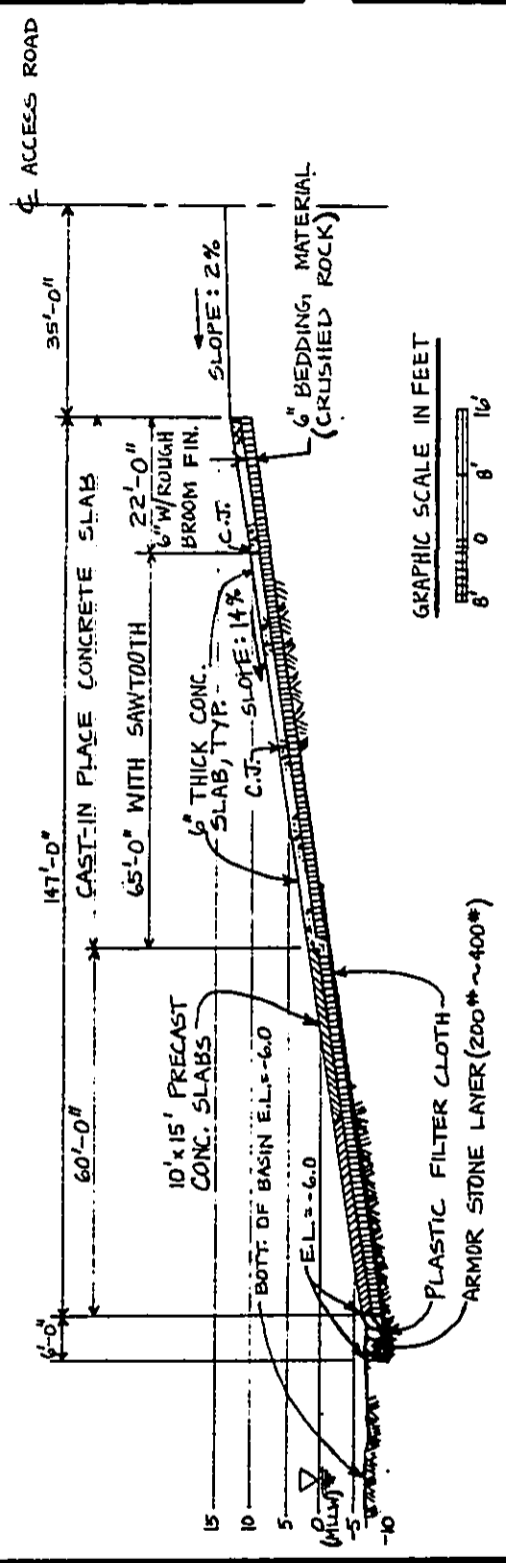 ℄ ACCESS ROAD
35'-0"
147'-0"
CAST-IN PLACE CONCRETE SLAB
22'-0"
6" W/ROUGH
BROOM FIN.
SLOPE: 2%
6" BEDDING MATERIAL
(CRUSHED ROCK)
65'-0" WITH SAWTOOTH
C.J.
6" THICK CONC.
SLAB, TYP.
SLOPE: 14%
C.J.
60'-0"
10'x15' PRECAST
CONC. SLABS
BOTT. OF BASIN E.L.=-6.0
E.L.=-6.0
6'-0"
15
10
5
0
(MLLW)
-5
-10
PLASTIC FILTER CLOTH
ARMOR STONE LAYER (200# ~ 400#)
GRAPHIC SCALE IN FEET
8' 0 8' 16'